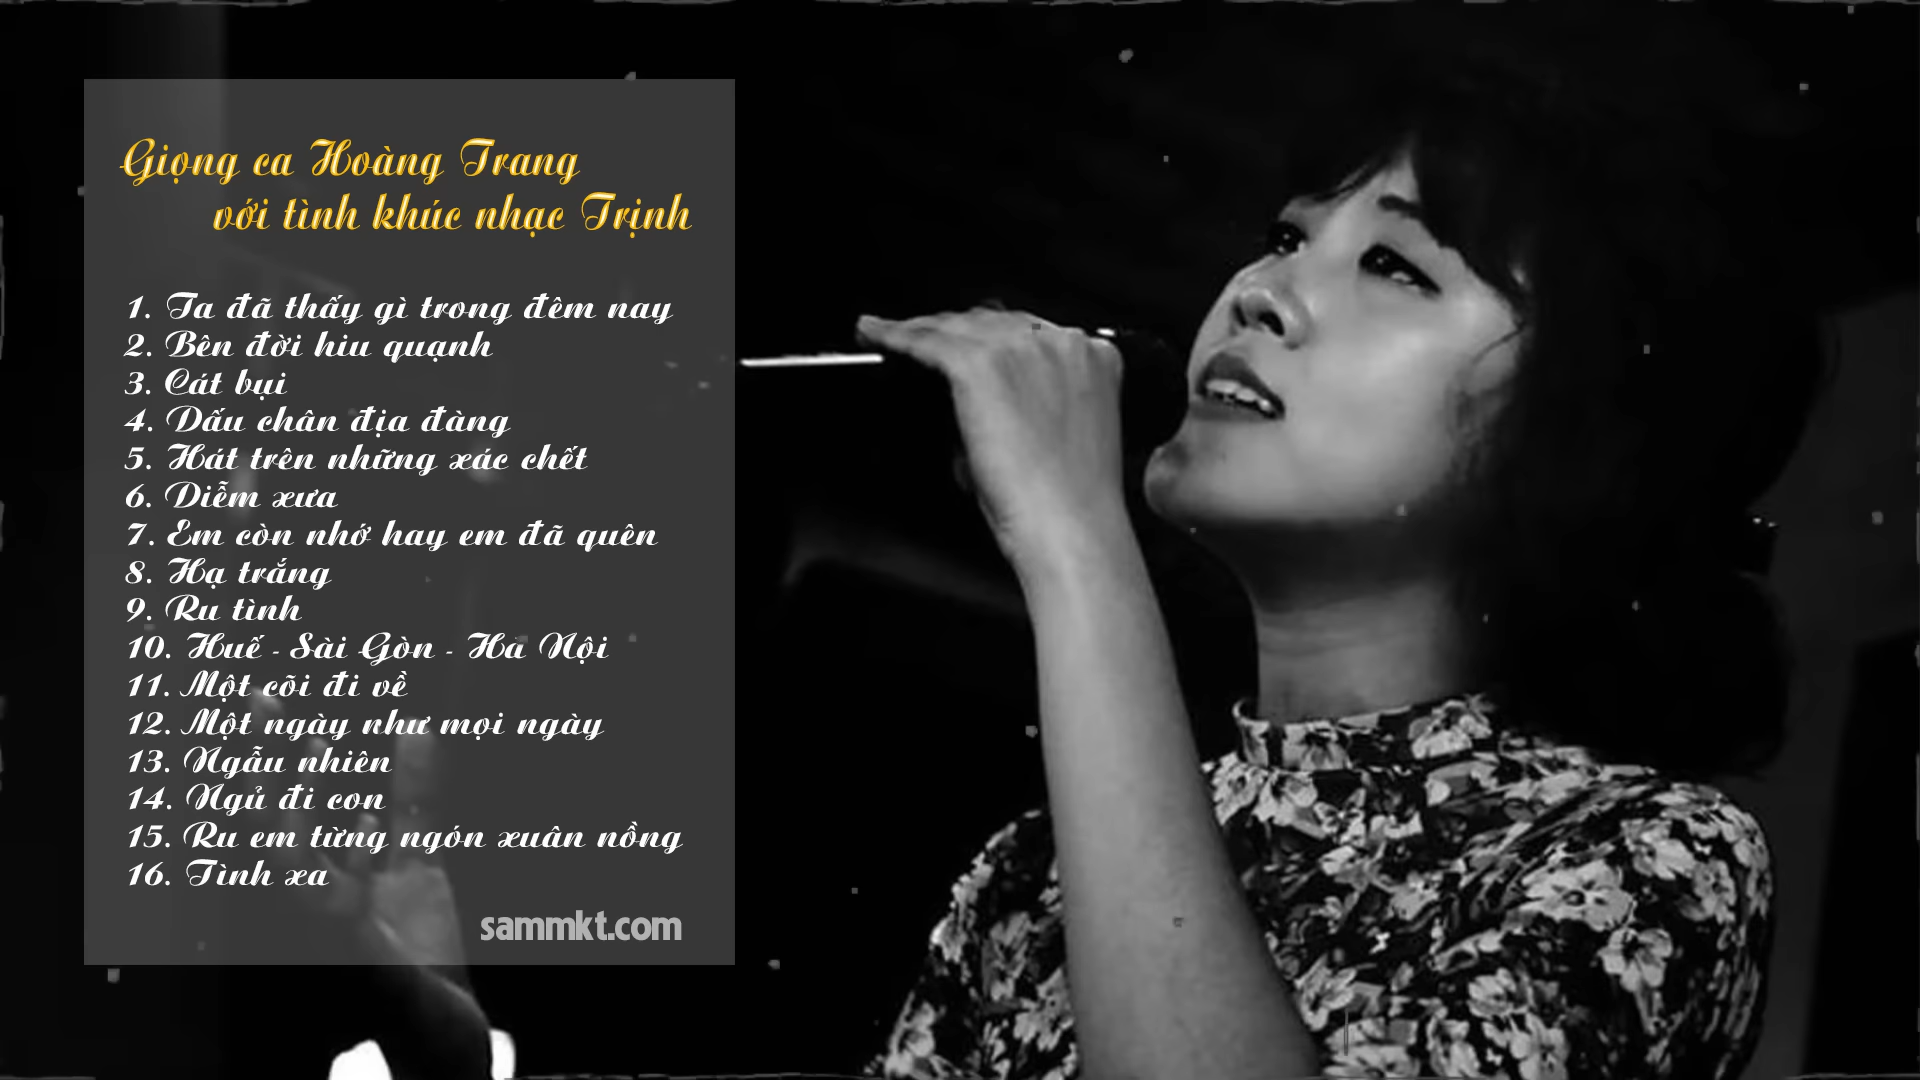 Giọng ca Hoàng Trang
với tình khúc nhạc Trịnh
1. Ta đã thấy gì trong đêm nay
2. Bên đời hiu quạnh
3. Cát bụi
4. Dấu chân địa đàng
5. Hát trên những xác chết
6. Diễm xưa
7. Em còn nhớ hay em đã quên
8. Hạ trắng
9. Ru tình
10. Huế - Sài Gòn - Hà Nội
11. Một cõi đi về
12. Một ngày như mọi ngày
13. Ngẫu nhiên
14. Ngủ đi con
15. Ru em từng ngón xuân nồng
16. Tình xa
sammkt.com